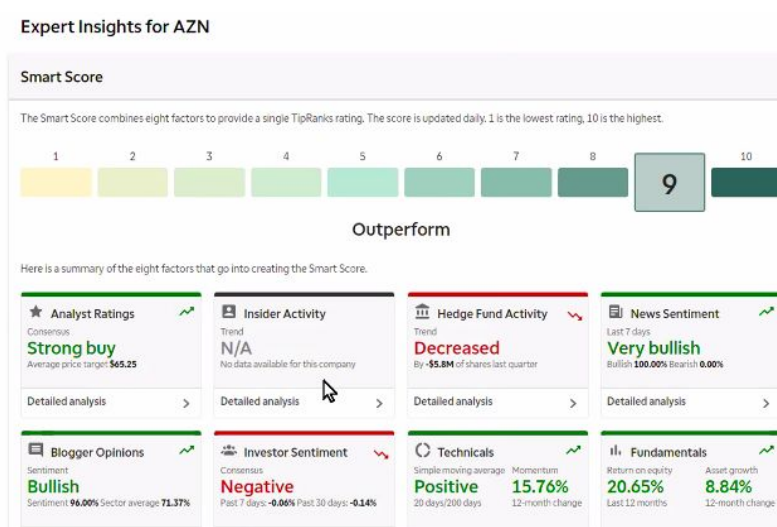 Expert Insights for AZN
Smart Score
The Smart Score combines eight factors to provide a single TipRanks rating. The score is updated daily. 1 is the lowest rating, 10 is the highest.
1 2 3 4 5 6 7 8 9 10
Outperform
Here is a summary of the eight factors that go into creating the Smart Score.
Analyst Ratings
Consensus
Strong buy
Average price target $65.25
Detailed analysis
Insider Activity
Trend
N/A
No data available for this company
Detailed analysis
Hedge Fund Activity
Trend
Decreased
By -$5.8M of shares last quarter
Detailed analysis
News Sentiment
Last 7 days
Very bullish
Bullish 100.00% Bearish 0.00%
Detailed analysis
Blogger Opinions
Sentiment
Bullish
Sentiment 96.00% Sector average 71.37%
Investor Sentiment
Consensus
Negative
Past 7 days: -0.06% Past 30 days: -0.14%
Technicals
Simple moving average Momentum
Positive 15.76%
20 days/200 days 12-month change
Fundamentals
Return on equity Asset growth
20.65% 8.84%
Last 12 months 12-month change